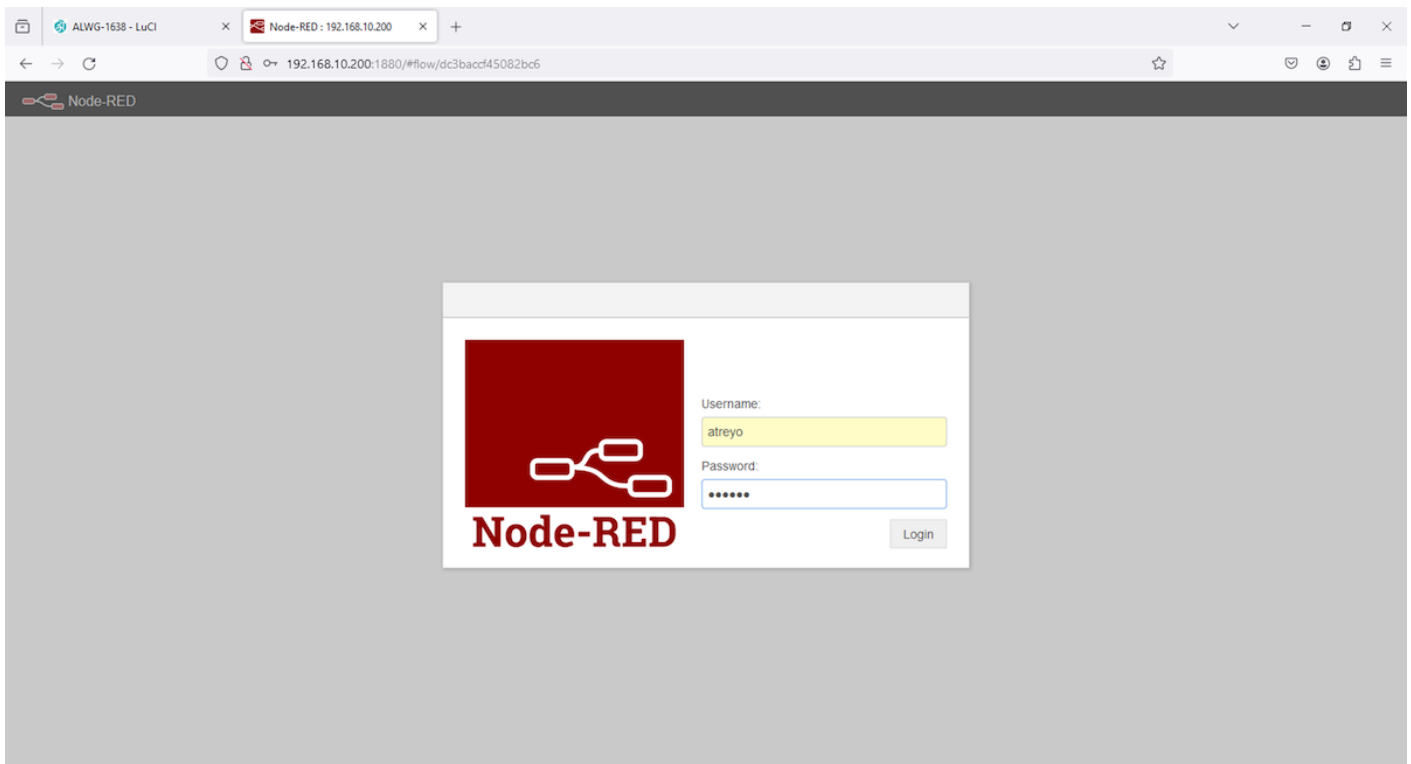 ALWG-1638 - LuCI
Node-RED : 192.168.10.200
192.168.10.200:1880/#flow/dc3baccf45082bc6
Node-RED
Username:
atreyo
Password:
••••••
Node-RED
Login